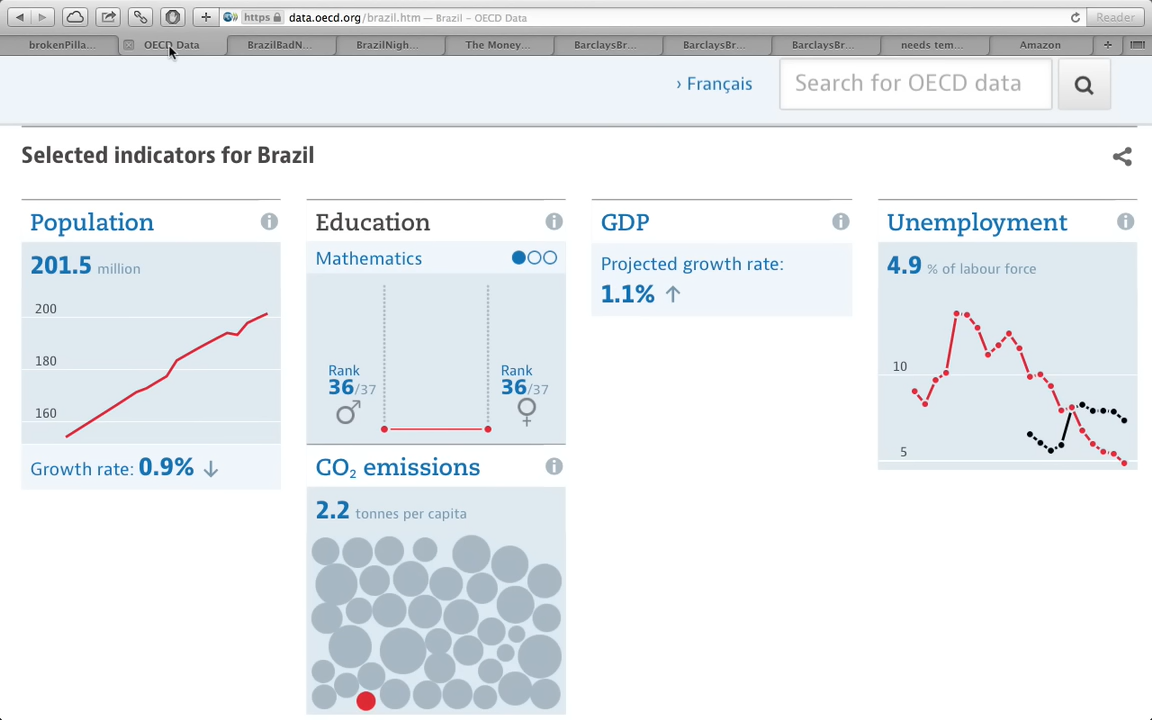 https data.oecd.org/brazil.htm — Brazil – OECD Data
Reader
brokenPilla...
OECD Data
BrazilBadN...
BrazilNigh...
The Money...
BarclaysBr...
BarclaysBr...
BarclaysBr...
needs tem...
Amazon
› Français
Search for OECD data
Selected indicators for Brazil
Population
201.5 million
200
180
160
Growth rate: 0.9%
Education
Mathematics
Rank
36/37
Rank
36/37
CO₂ emissions
2.2 tonnes per capita
GDP
Projected growth rate:
1.1% ↑
Unemployment
4.9 % of labour force
10
5